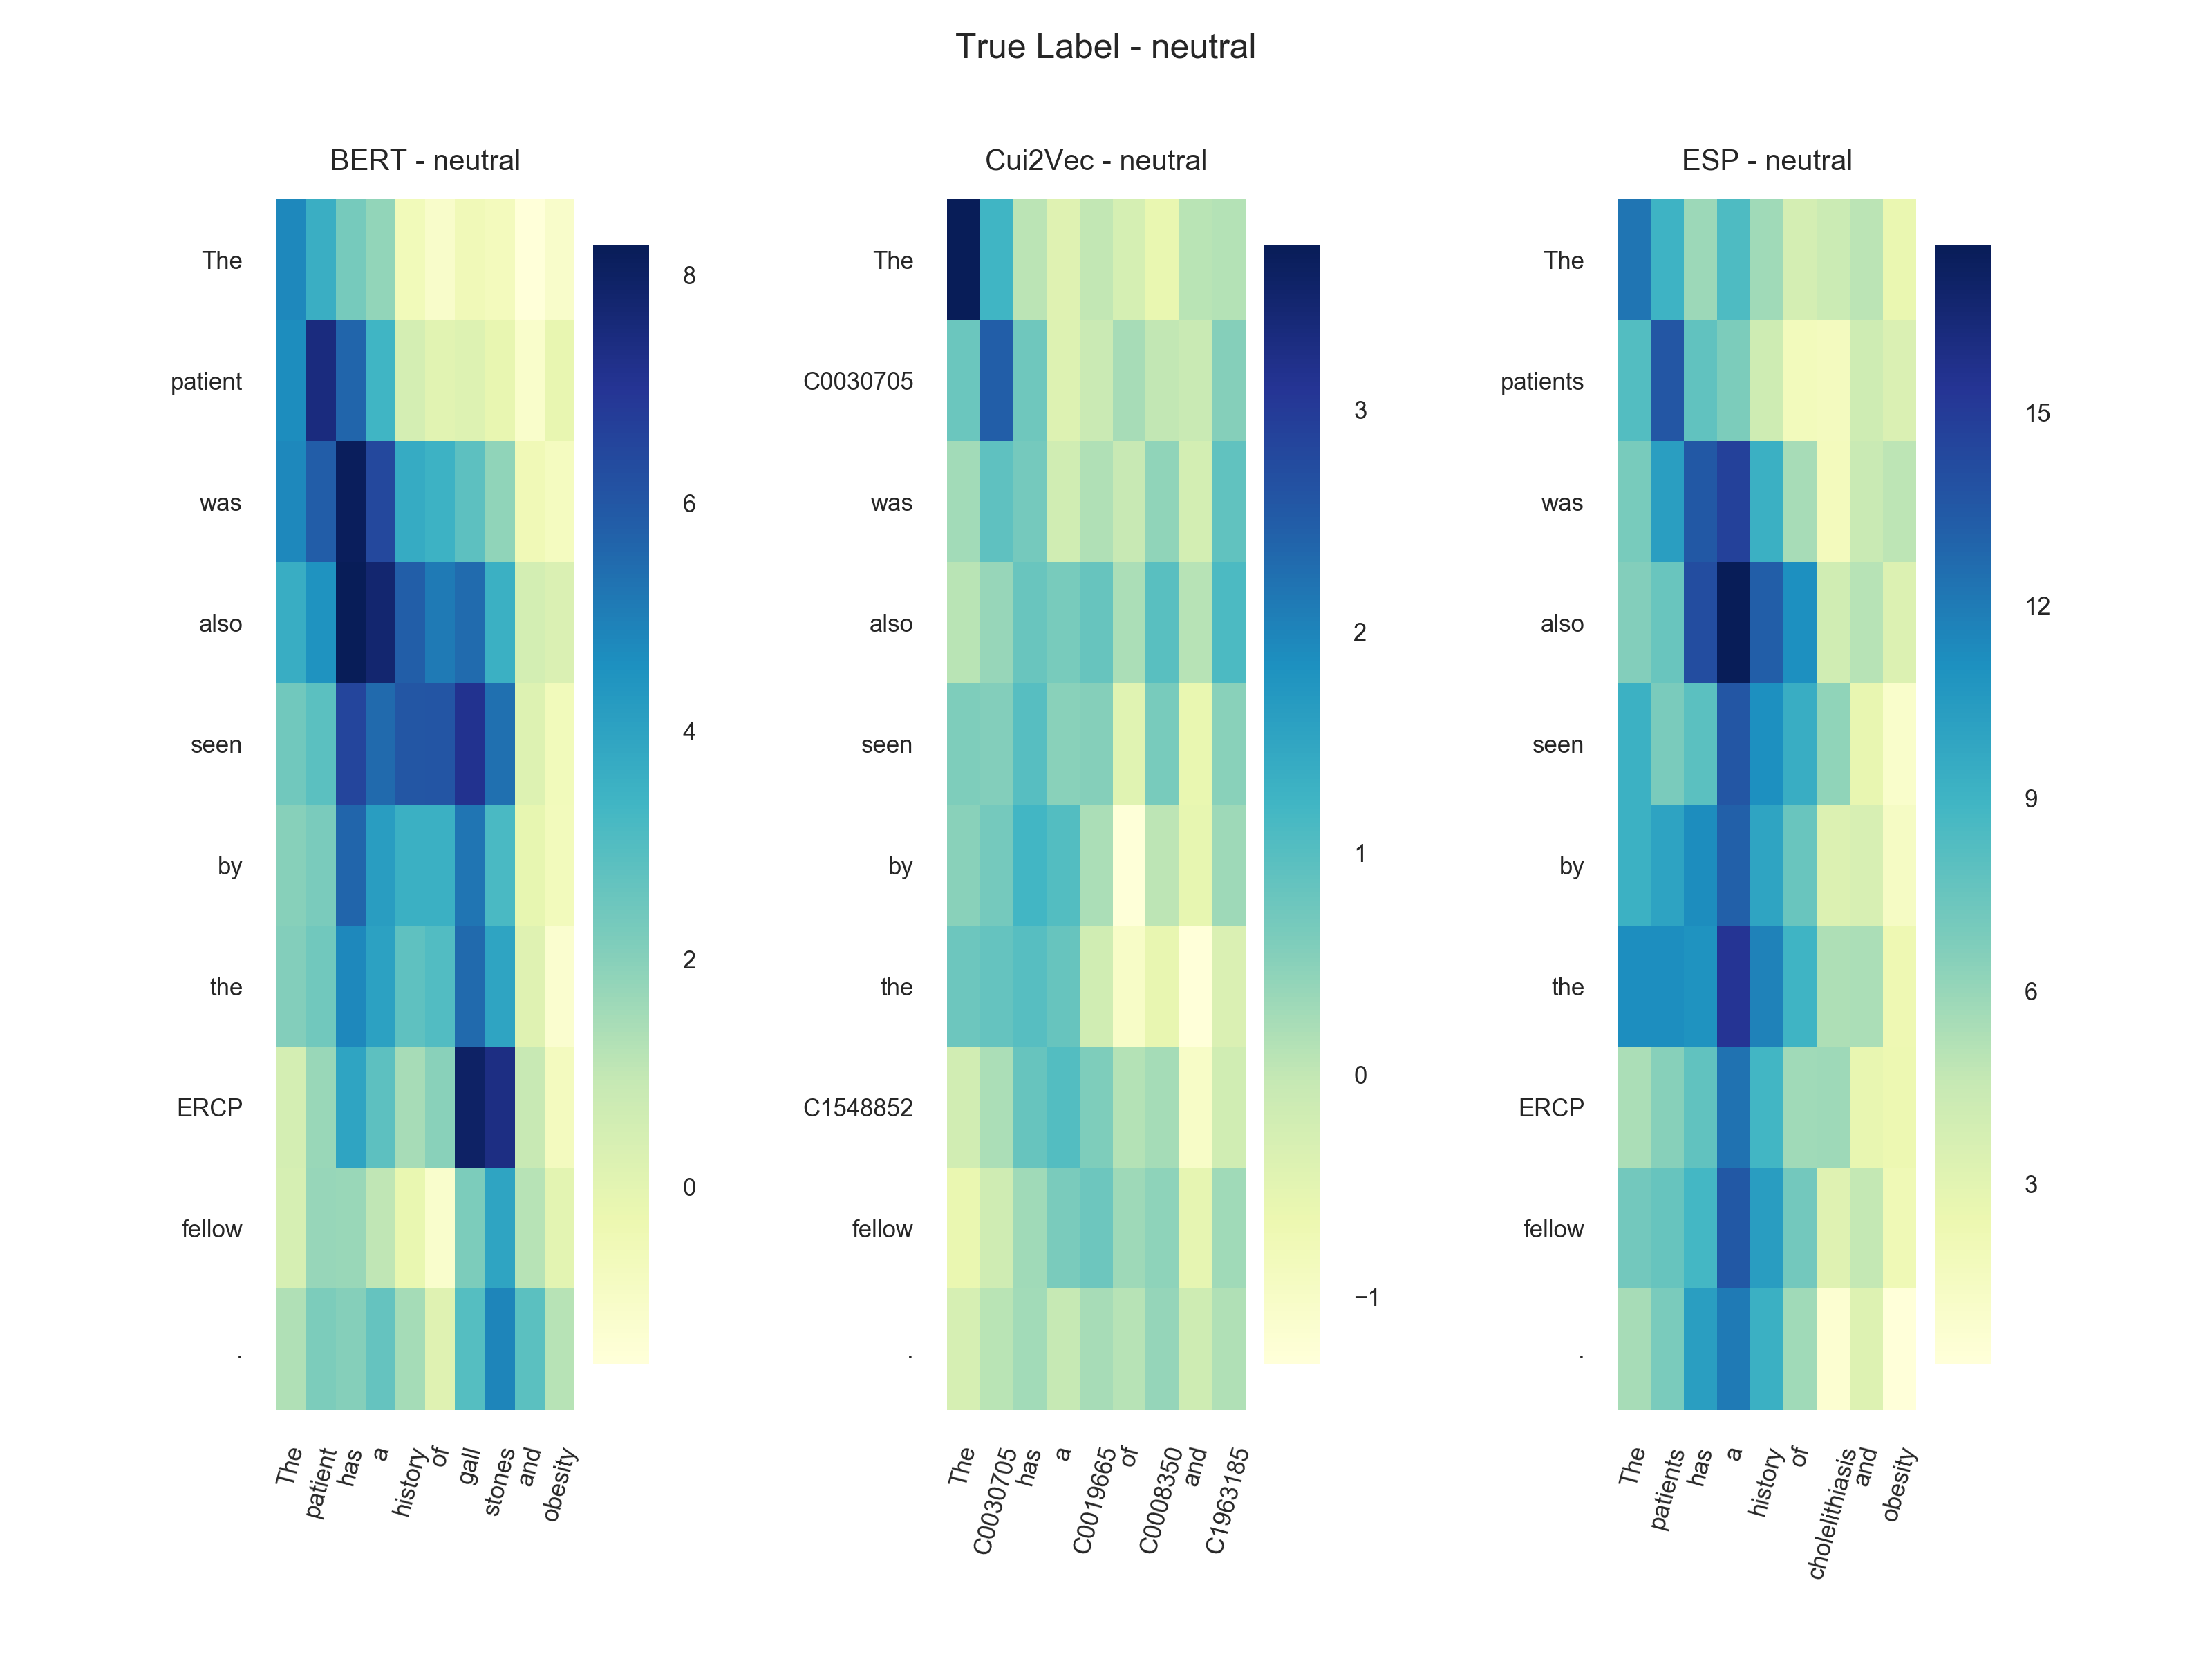 True Label - neutral
BERT - neutral
The
patient
was
also
seen
by
the
ERCP
fellow
.
The
patient
has
a
history
of
gall
stones
and
obesity
8
6
4
2
0
Cui2Vec - neutral
The
C0030705
was
also
seen
by
the
C1548852
fellow
.
The
C0030705
has
a
C0019665
of
C0008350
and
C1963185
3
2
1
0
−1
ESP - neutral
The
patients
was
also
seen
by
the
ERCP
fellow
.
The
patients
has
a
history
of
cholelithiasis
and
obesity
15
12
9
6
3